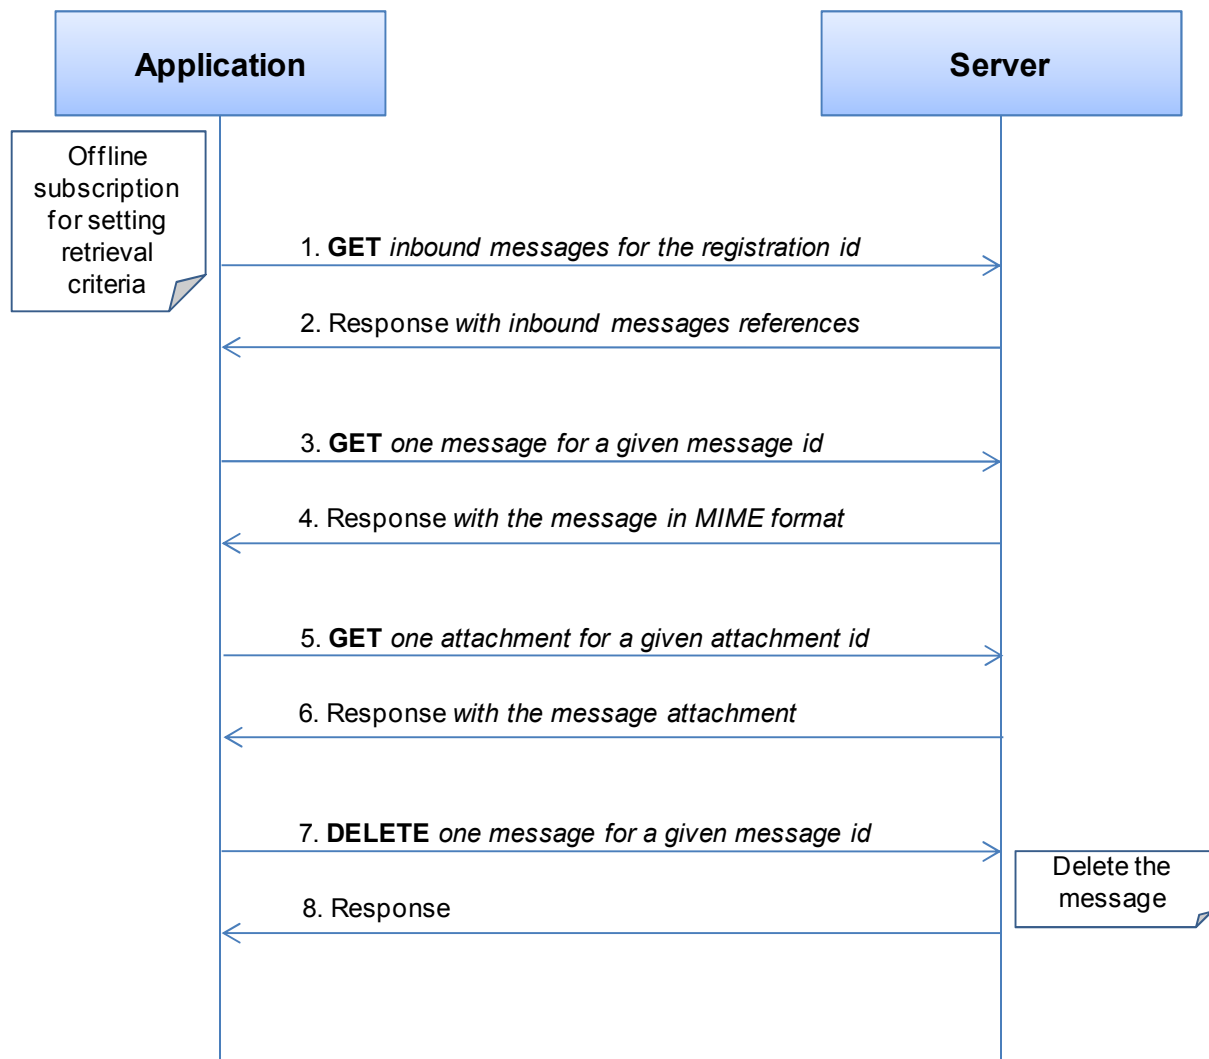 Application
Server
Offline
subscription
for setting
retrieval
criteria
1. GET inbound messages for the registration id
2. Response with inbound messages references
3. GET one message for a given message id
4. Response with the message in MIME format
5. GET one attachment for a given attachment id
6. Response with the message attachment
7. DELETE one message for a given message id
Delete the
message
8. Response